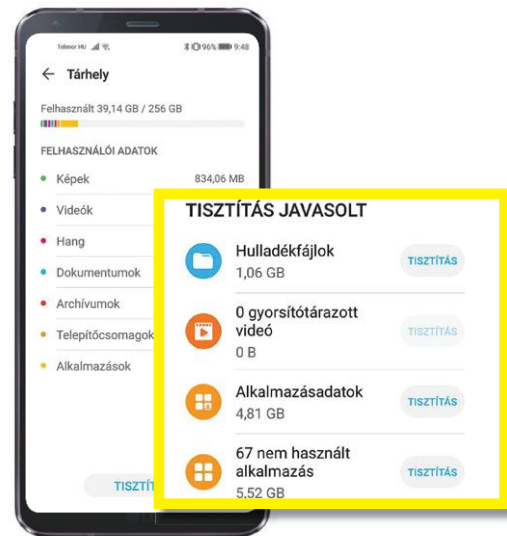 Telenor HU
96% 9:48
← Tárhely
Felhasznált 39,14 GB / 256 GB
FELHASZNÁLÓI ADATOK
Képek 834,06 MB
Videók
Hang
Dokumentumok
Archívumok
Telepítőcsomagok
Alkalmazások
TISZTÍT
TISZTÍTÁS JAVASOLT
Hulladékfájlok
1,06 GB
TISZTÍTÁS
0 gyorsítótárazott
videó
0 B
TISZTÍTÁS
Alkalmazásadatok
4,81 GB
TISZTÍTÁS
67 nem használt
alkalmazás
5,52 GB
TISZTÍTÁS